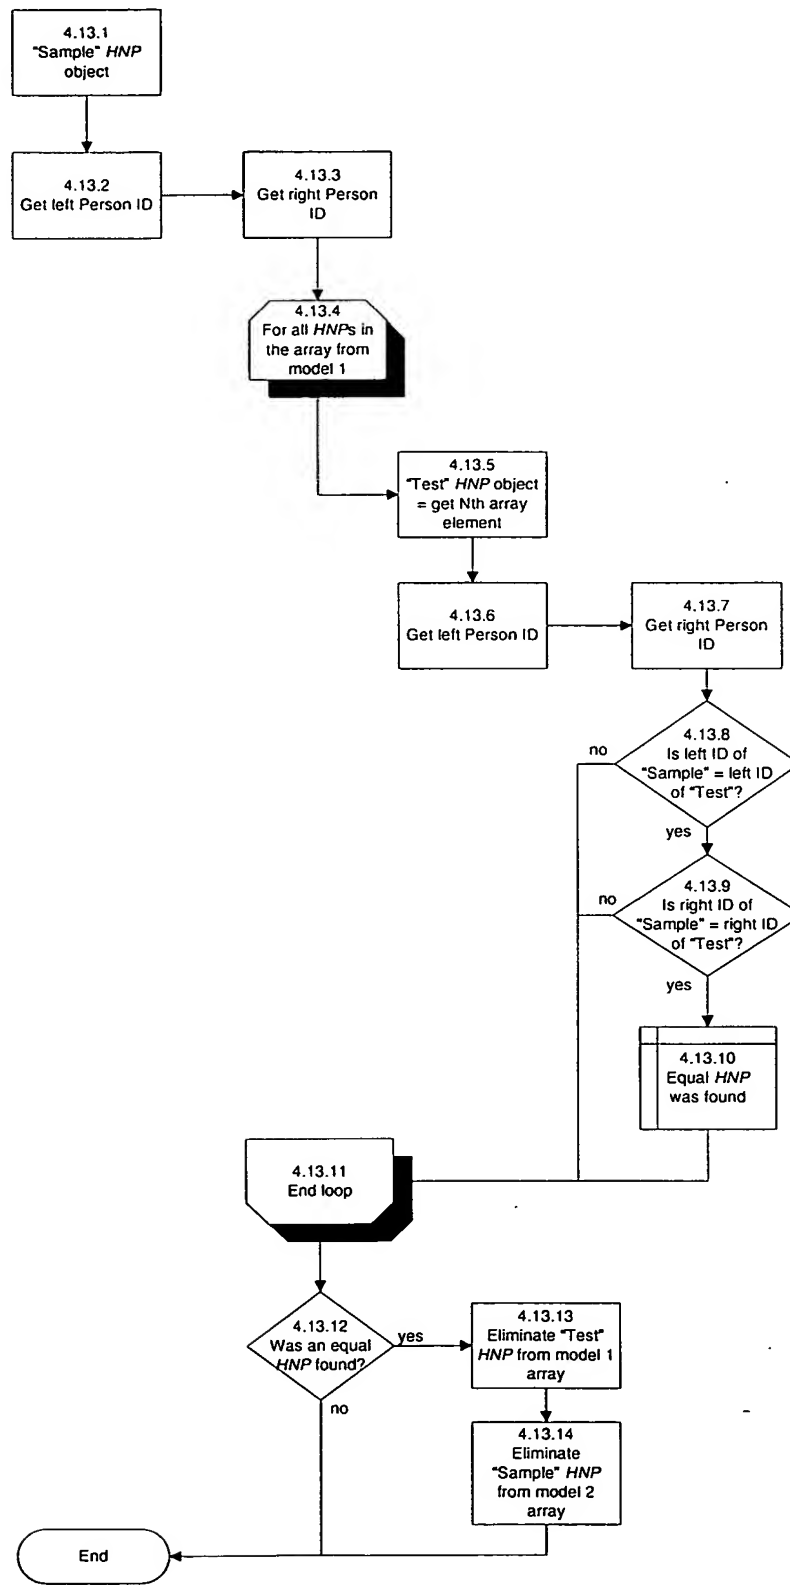 4.13.1
"Sample" HNP
object
4.13.2
Get left Person ID
4.13.3
Get right Person
ID
4.13.4
For all HNPs in
the array from
model 1
4.13.5
"Test" HNP object
= get Nth array
element
4.13.6
Get left Person ID
4.13.7
Get right Person
ID
4.13.8
Is left ID of
"Sample" = left ID
of "Test"?
no
yes
4.13.9
Is right ID of
"Sample" = right ID
of "Test"?
no
yes
4.13.10
Equal HNP
was found
4.13.11
End loop
4.13.12
Was an equal
HNP found?
yes
no
4.13.13
Eliminate "Test"
HNP from model 1
array
4.13.14
Eliminate
"Sample" HNP
from model 2
array
End